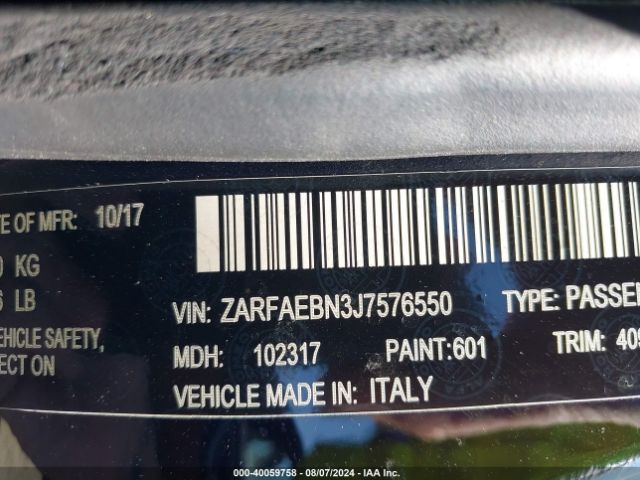 TE OF MFR: 10/17
KG
LB
VIN: ZARFAEBN3J7576550 TYPE: PASSE
EHICLE SAFETY,
ECT ON
MDH: 102317 PAINT:601 TRIM: 409
VEHICLE MADE IN: ITALY
000-40059758 - 08/07/2024 - IAA Inc.